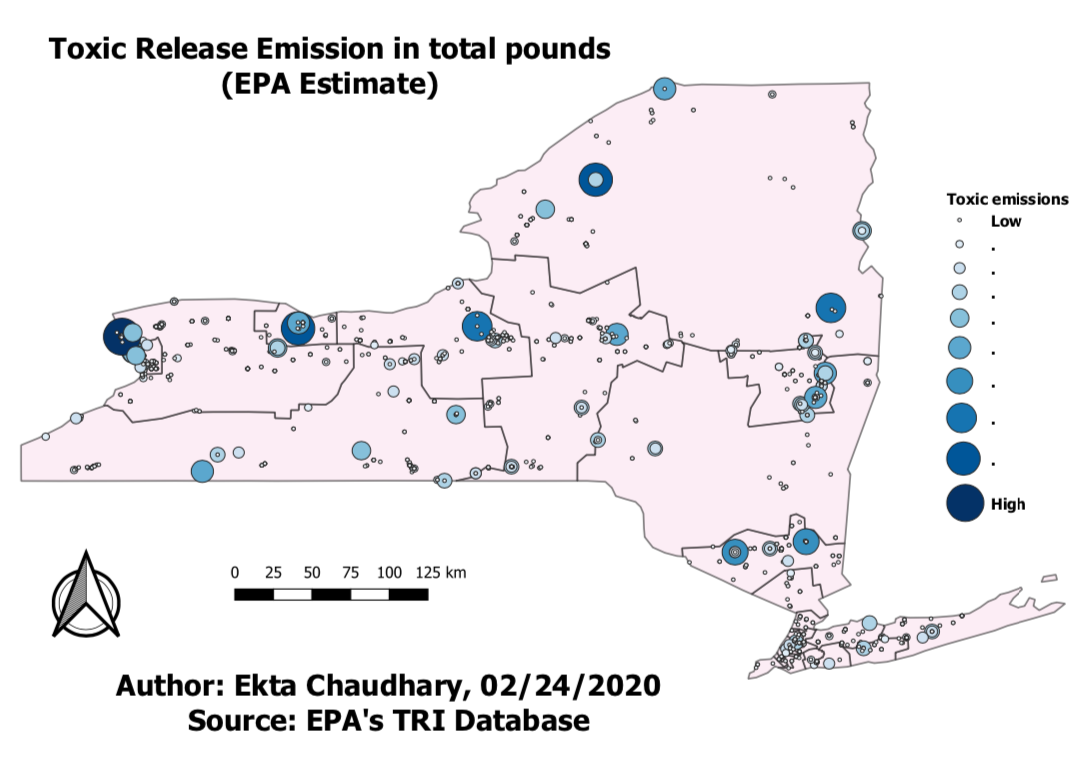 Toxic Release Emission in total pounds
(EPA Estimate)
Toxic emissions
Low
.
.
.
.
.
.
.
.
High
0 25 50 75 100 125 km
Author: Ekta Chaudhary, 02/24/2020
Source: EPA's TRI Database